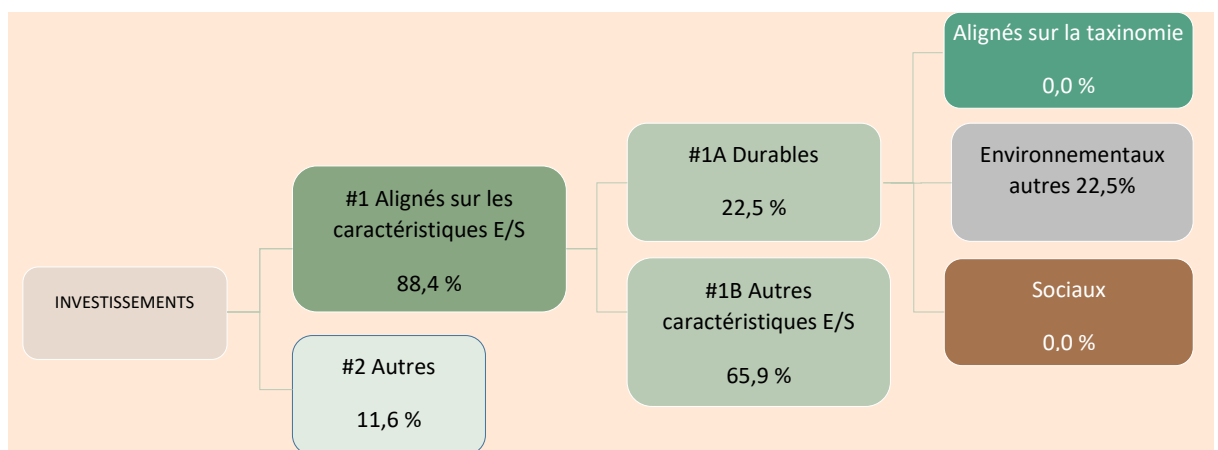 INVESTISSEMENTS
#1 Alignés sur les
caractéristiques E/S
88,4 %
#2 Autres
11,6 %
#1A Durables
22,5 %
#1B Autres
caractéristiques E/S
65,9 %
Alignés sur la taxinomie
0,0 %
Environnementaux
autres 22,5%
Sociaux
0,0 %